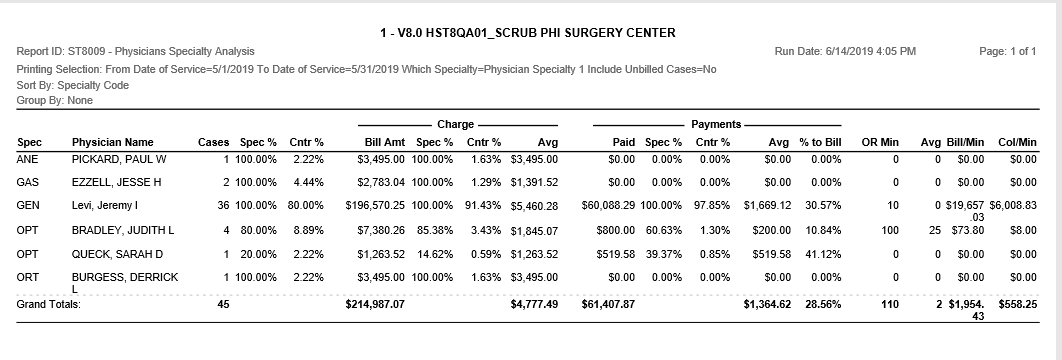 1 - V8.0 HST8QA01_SCRUB PHI SURGERY CENTER
Report ID: ST8009 - Physicians Specialty Analysis Run Date: 6/14/2019 4:05 PM Page: 1 of 1
Printing Selection: From Date of Service=5/1/2019 To Date of Service=5/31/2019 Which Specialty=Physician Specialty 1 Include Unbilled Cases=No
Sort By: Specialty Code
Group By: None
Charge Payments
Spec Physician Name Cases Spec % Cntr % Bill Amt Spec % Cntr % Avg Paid Spec % Cntr % Avg % to Bill OR Min Avg Bill/Min Col/Min
ANE PICKARD, PAUL W 1 100.00% 2.22% $3,495.00 100.00% 1.63% $3,495.00 $0.00 0.00% 0.00% $0.00 0.00% 0 0 $0.00 $0.00
GAS EZZELL, JESSE H 2 100.00% 4.44% $2,783.04 100.00% 1.29% $1,391.52 $0.00 0.00% 0.00% $0.00 0.00% 0 0 $0.00 $0.00
GEN Levi, Jeremy I 36 100.00% 80.00% $196,570.25 100.00% 91.43% $5,460.28 $60,088.29 100.00% 97.85% $1,669.12 30.57% 10 0 $19,657 $6,008.83
.03
OPT BRADLEY, JUDITH L 4 80.00% 8.89% $7,380.26 85.38% 3.43% $1,845.07 $800.00 60.63% 1.30% $200.00 10.84% 100 25 $73.80 $8.00
OPT QUECK, SARAH D 1 20.00% 2.22% $1,263.52 14.62% 0.59% $1,263.52 $519.58 39.37% 0.85% $519.58 41.12% 0 0 $0.00 $0.00
ORT BURGESS, DERRICK 1 100.00% 2.22% $3,495.00 100.00% 1.63% $3,495.00 $0.00 0.00% 0.00% $0.00 0.00% 0 0 $0.00 $0.00
L
Grand Totals: 45 $214,987.07 $4,777.49 $61,407.87 $1,364.62 28.56% 110 2 $1,954. $558.25
43